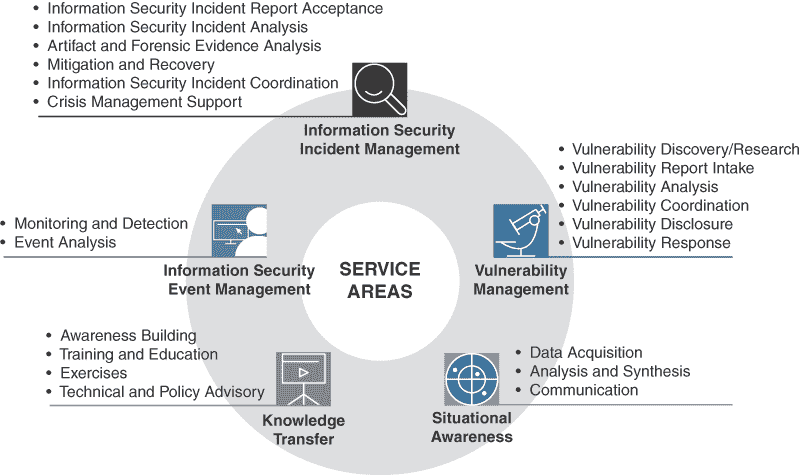 • Information Security Incident Report Acceptance
• Information Security Incident Analysis
• Artifact and Forensic Evidence Analysis
• Mitigation and Recovery
• Information Security Incident Coordination
• Crisis Management Support
Information Security
Incident Management
• Vulnerability Discovery/Research
• Vulnerability Report Intake
• Vulnerability Analysis
• Vulnerability Coordination
• Vulnerability Disclosure
• Vulnerability Response
Vulnerability
Management
• Monitoring and Detection
• Event Analysis
Information Security
Event Management
SERVICE
AREAS
• Awareness Building
• Training and Education
• Exercises
• Technical and Policy Advisory
Knowledge
Transfer
• Data Acquisition
• Analysis and Synthesis
• Communication
Situational
Awareness